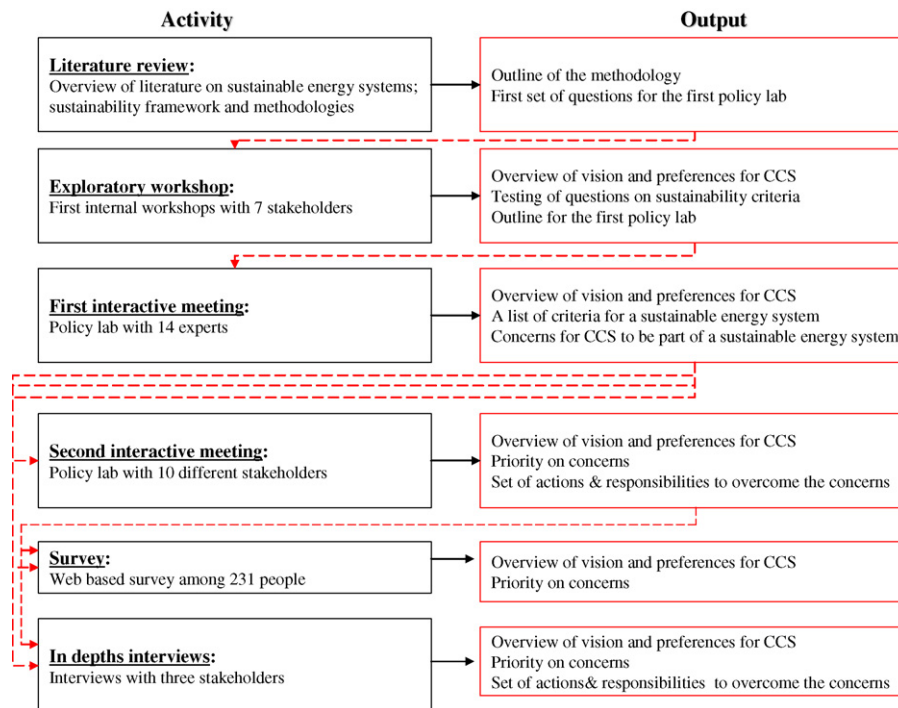 Activity
Output
Literature review:
Overview of literature on sustainable energy systems;
sustainability framework and methodologies
Outline of the methodology
First set of questions for the first policy lab
Exploratory workshop:
First internal workshops with 7 stakeholders
Overview of vision and preferences for CCS
Testing of questions on sustainability criteria
Outline for the first policy lab
First interactive meeting:
Policy lab with 14 experts
Overview of vision and preferences for CCS
A list of criteria for a sustainable energy system
Concerns for CCS to be part of a sustainable energy system
Second interactive meeting:
Policy lab with 10 different stakeholders
Overview of vision and preferences for CCS
Priority on concerns
Set of actions & responsibilities to overcome the concerns
Survey:
Web based survey among 231 people
Overview of vision and preferences for CCS
Priority on concerns
In depths interviews:
Interviews with three stakeholders
Overview of vision and preferences for CCS
Priority on concerns
Set of actions& responsibilities to overcome the concerns